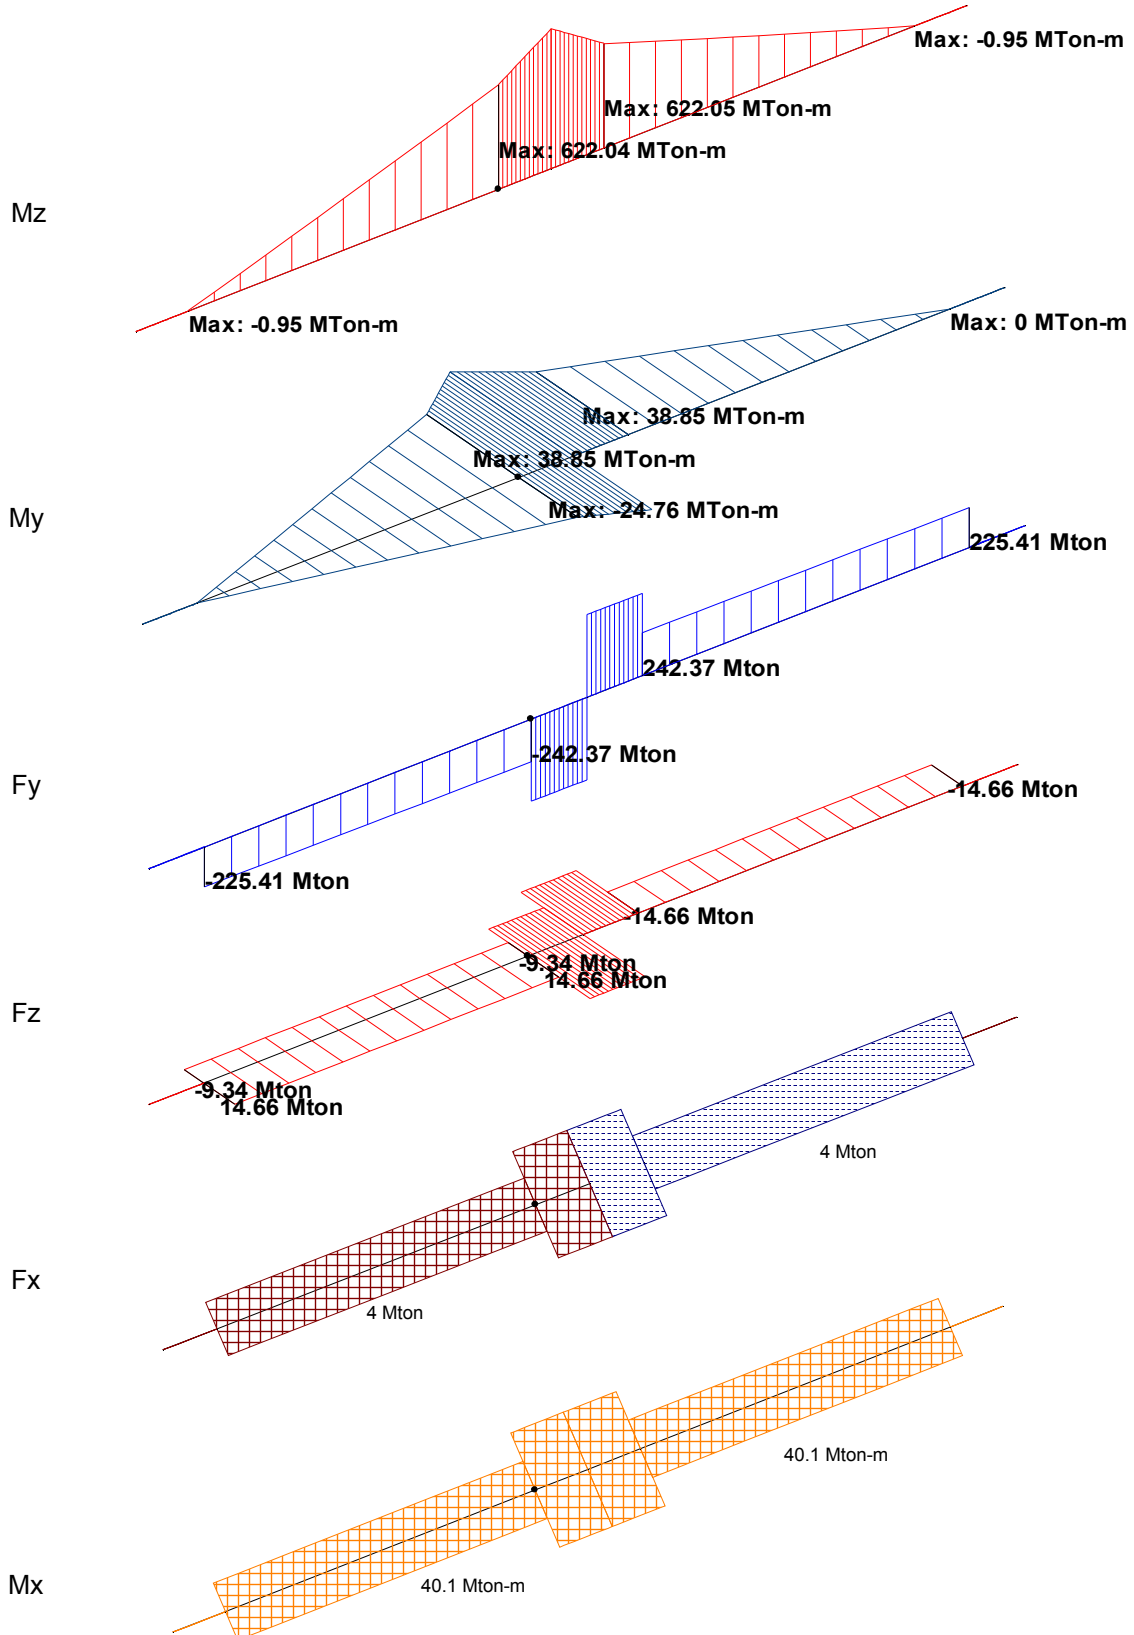 Max: -0.95 MTon-m
Max: 622.05 MTon-m
Max: 622.04 MTon-m
Mz
Max: -0.95 MTon-m
Max: 0 MTon-m
Max: 38.85 MTon-m
Max: 38.85 MTon-m
Max: -24.76 MTon-m
My
225.41 Mton
242.37 Mton
-242.37 Mton
Fy
-14.66 Mton
-225.41 Mton
-14.66 Mton
-9.34 Mton
14.66 Mton
Fz
-9.34 Mton
14.66 Mton
4 Mton
Fx
4 Mton
40.1 Mton-m
40.1 Mton-m
Mx